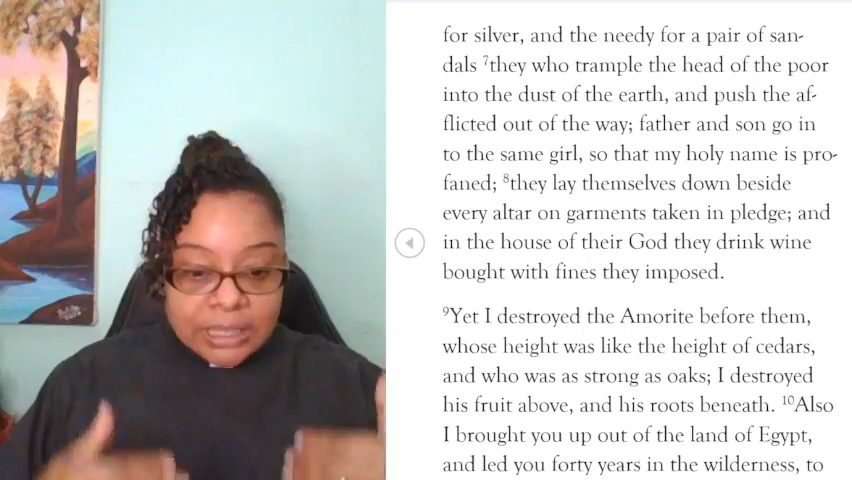 for silver, and the needy for a pair of san-
dals ⁷they who trample the head of the poor
into the dust of the earth, and push the af-
flicted out of the way; father and son go in
to the same girl, so that my holy name is pro-
faned; ⁸they lay themselves down beside
every altar on garments taken in pledge; and
in the house of their God they drink wine
bought with fines they imposed.
⁹Yet I destroyed the Amorite before them,
whose height was like the height of cedars,
and who was as strong as oaks; I destroyed
his fruit above, and his roots beneath. ¹⁰Also
I brought you up out of the land of Egypt,
and led you forty years in the wilderness, to